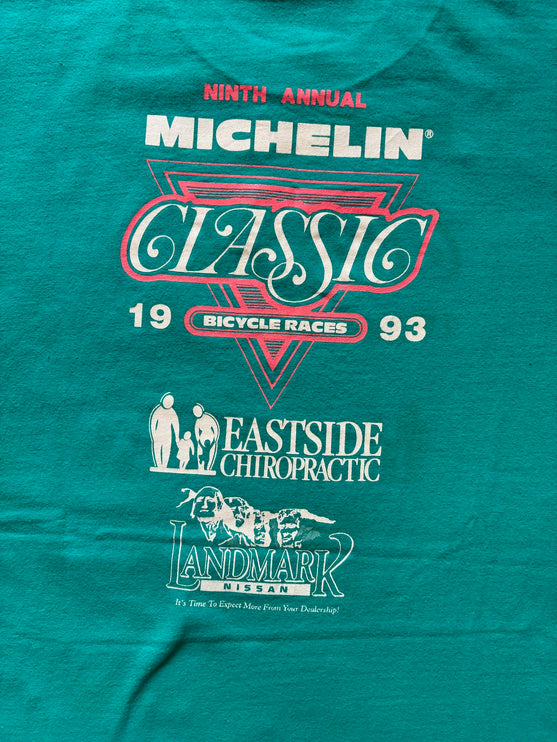 NINTH ANNUAL
MICHELIN®
CLASSIC
19 BICYCLE RACES 93
EASTSIDE
CHIROPRACTIC
LANDMARK
NISSAN
It's Time To Expect More From Your Dealership!